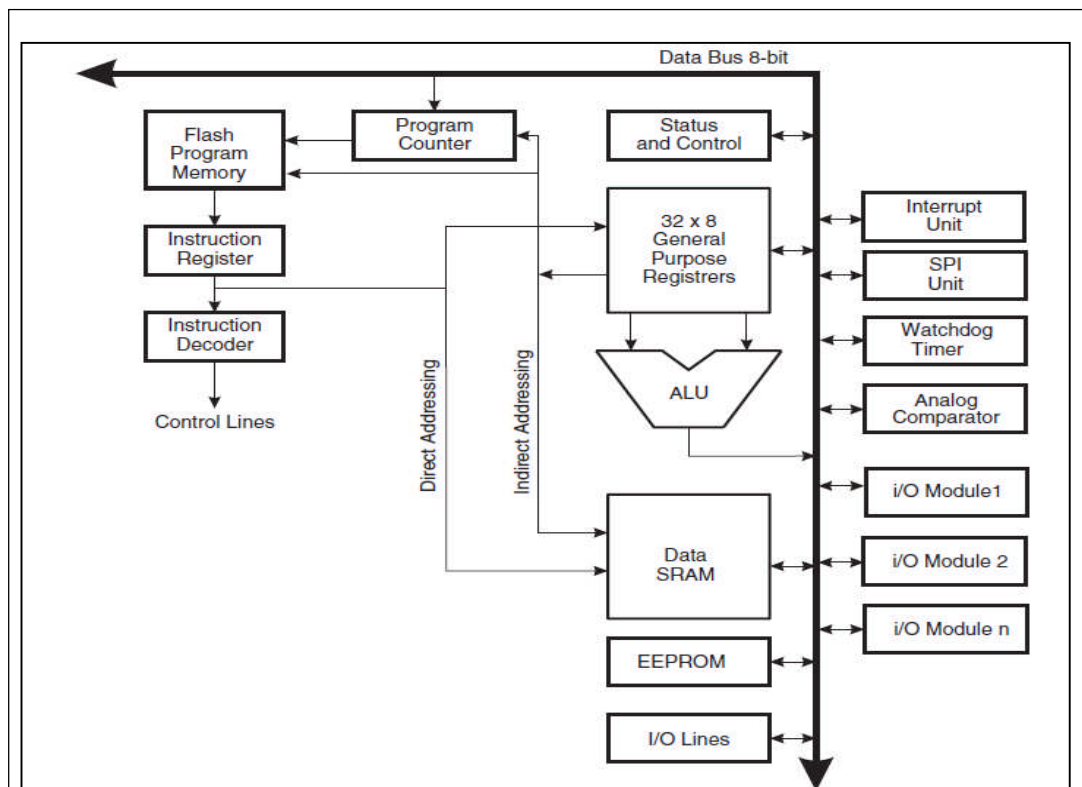 Data Bus 8-bit
Flash
Program
Memory
Program
Counter
Status
and Control
Interrupt
Unit
32 x 8
General
Purpose
Registrers
Instruction
Register
SPI
Unit
Instruction
Decoder
Watchdog
Timer
ALU
Analog
Comparator
Control Lines
Direct Addressing
Indirect Addressing
i/O Module1
Data
SRAM
i/O Module 2
i/O Module n
EEPROM
I/O Lines